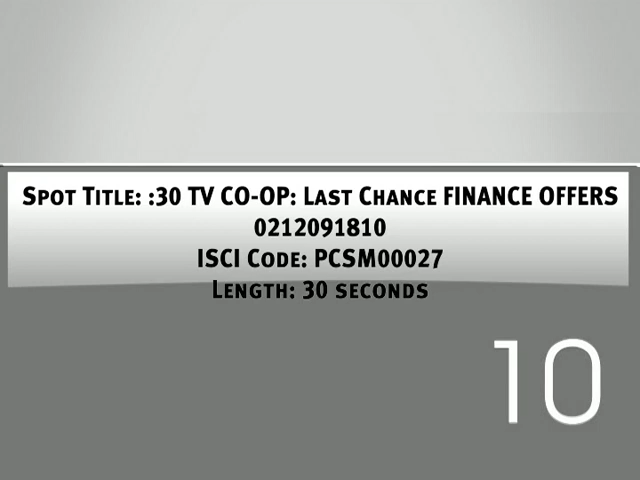 Spot Title: :30 TV CO-OP: Last Chance FINANCE OFFERS
0212091810
ISCI Code: PCSM00027
Length: 30 seconds
10